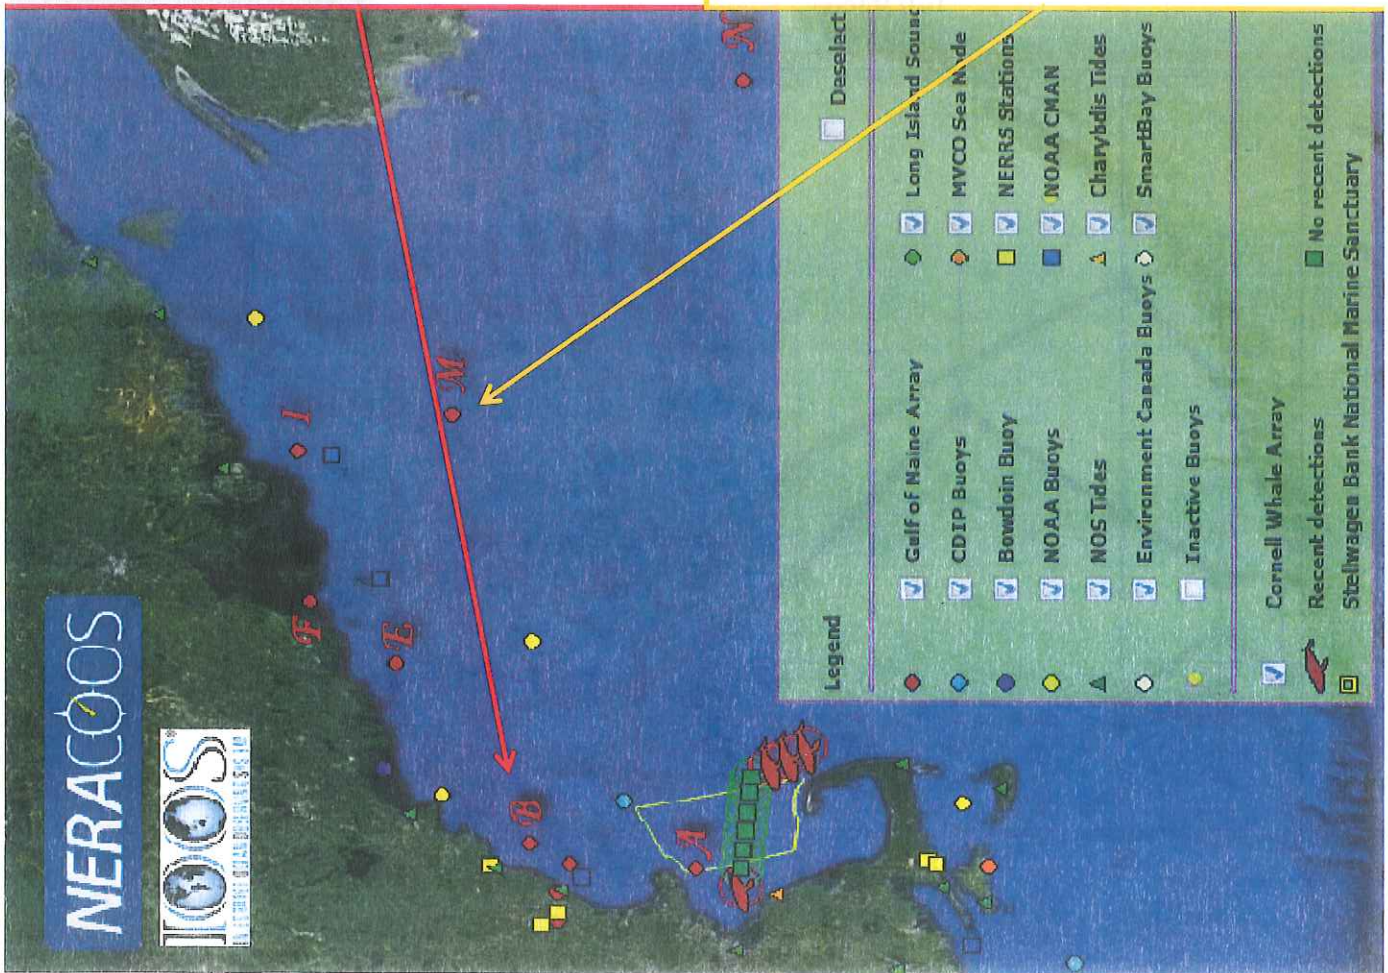 NERACOOS
IOOS®
N
M
I
F
E
B
A
Legend
Deselect
Gulf of Maine Array
Long Island Sound
CDIP Buoys
MVCO Sea Node
Bowdoin Buoy
NERRS Stations
NOAA Buoys
NOAA CMAN
NOS Tides
Charybdis Tides
Environment Canada Buoys
SmartBay Buoys
Inactive Buoys
Cornell Whale Array
Recent detections
No recent detections
Stellwagen Bank National Marine Sanctuary